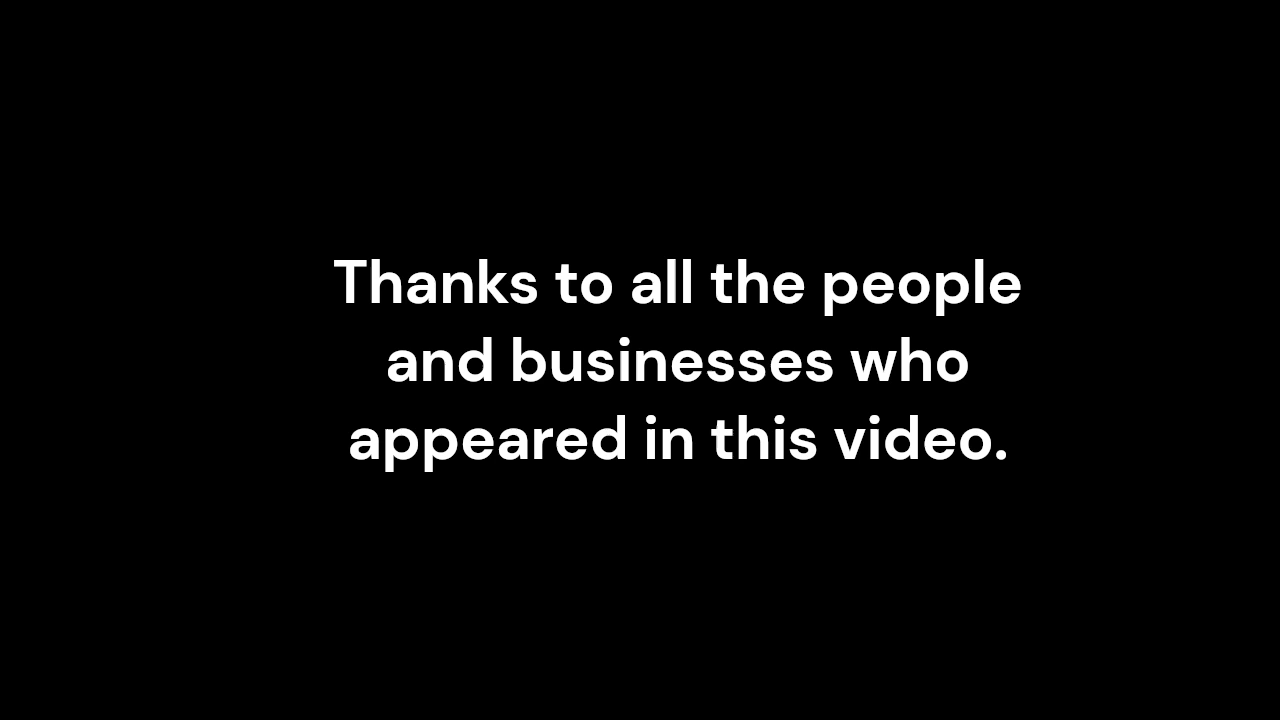 Thanks to all the people
and businesses who
appeared in this video.